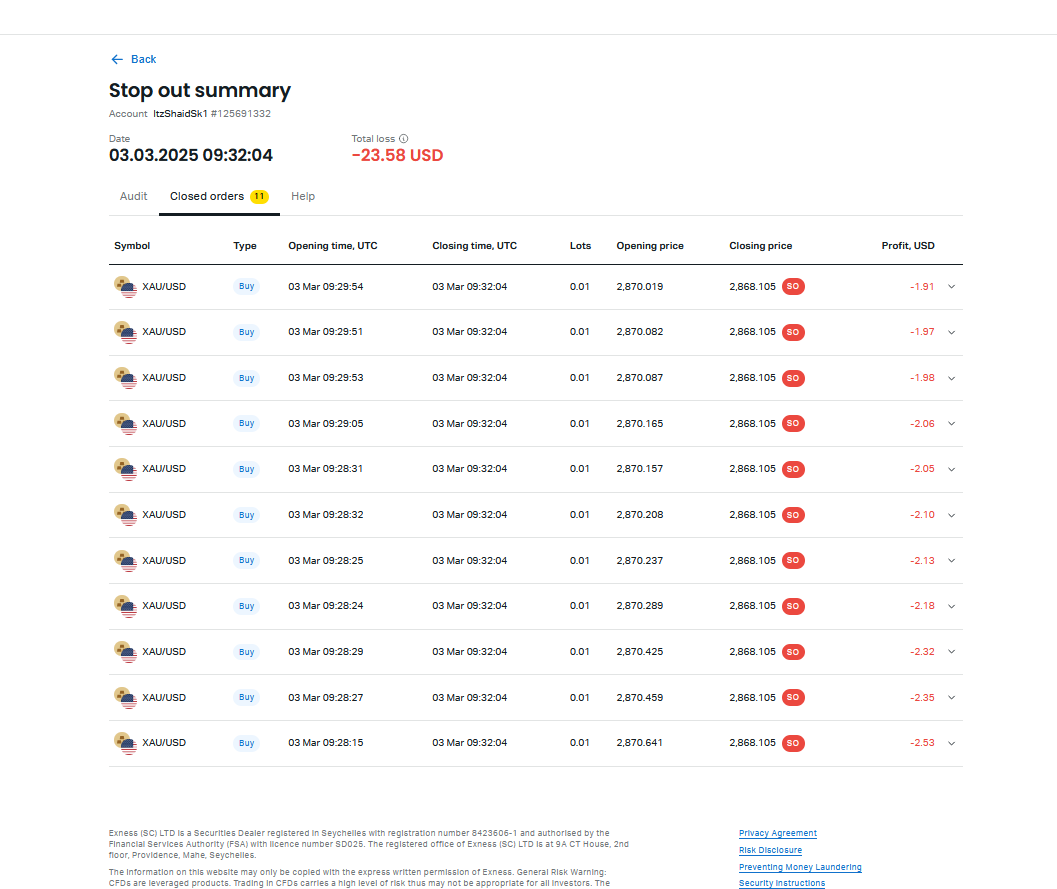 Back
Stop out summary
Account ItzShaidSk1 #125691332
Date Total loss
03.03.2025 09:32:04 −23.58 USD
Audit Closed orders 11 Help
Symbol Type Opening time, UTC Closing time, UTC Lots Opening price Closing price Profit, USD
XAU/USD Buy 03 Mar 09:29:54 03 Mar 09:32:04 0.01 2,870.019 2,868.105 SO -1.91
XAU/USD Buy 03 Mar 09:29:51 03 Mar 09:32:04 0.01 2,870.082 2,868.105 SO -1.97
XAU/USD Buy 03 Mar 09:29:53 03 Mar 09:32:04 0.01 2,870.087 2,868.105 SO -1.98
XAU/USD Buy 03 Mar 09:29:05 03 Mar 09:32:04 0.01 2,870.165 2,868.105 SO -2.06
XAU/USD Buy 03 Mar 09:28:31 03 Mar 09:32:04 0.01 2,870.157 2,868.105 SO -2.05
XAU/USD Buy 03 Mar 09:28:32 03 Mar 09:32:04 0.01 2,870.208 2,868.105 SO -2.10
XAU/USD Buy 03 Mar 09:28:25 03 Mar 09:32:04 0.01 2,870.237 2,868.105 SO -2.13
XAU/USD Buy 03 Mar 09:28:24 03 Mar 09:32:04 0.01 2,870.289 2,868.105 SO -2.18
XAU/USD Buy 03 Mar 09:28:29 03 Mar 09:32:04 0.01 2,870.425 2,868.105 SO -2.32
XAU/USD Buy 03 Mar 09:28:27 03 Mar 09:32:04 0.01 2,870.459 2,868.105 SO -2.35
XAU/USD Buy 03 Mar 09:28:15 03 Mar 09:32:04 0.01 2,870.641 2,868.105 SO -2.53
Exness (SC) LTD is a Securities Dealer registered in Seychelles with registration number 8423606-1 and authorised by the
Financial Services Authority (FSA) with licence number SD025. The registered office of Exness (SC) LTD is at 9A CT House, 2nd
floor, Providence, Mahe, Seychelles.
The information on this website may only be copied with the express written permission of Exness. General Risk Warning:
CFDs are leveraged products. Trading in CFDs carries a high level of risk thus may not be appropriate for all investors. The
Privacy Agreement
Risk Disclosure
Preventing Money Laundering
Security instructions